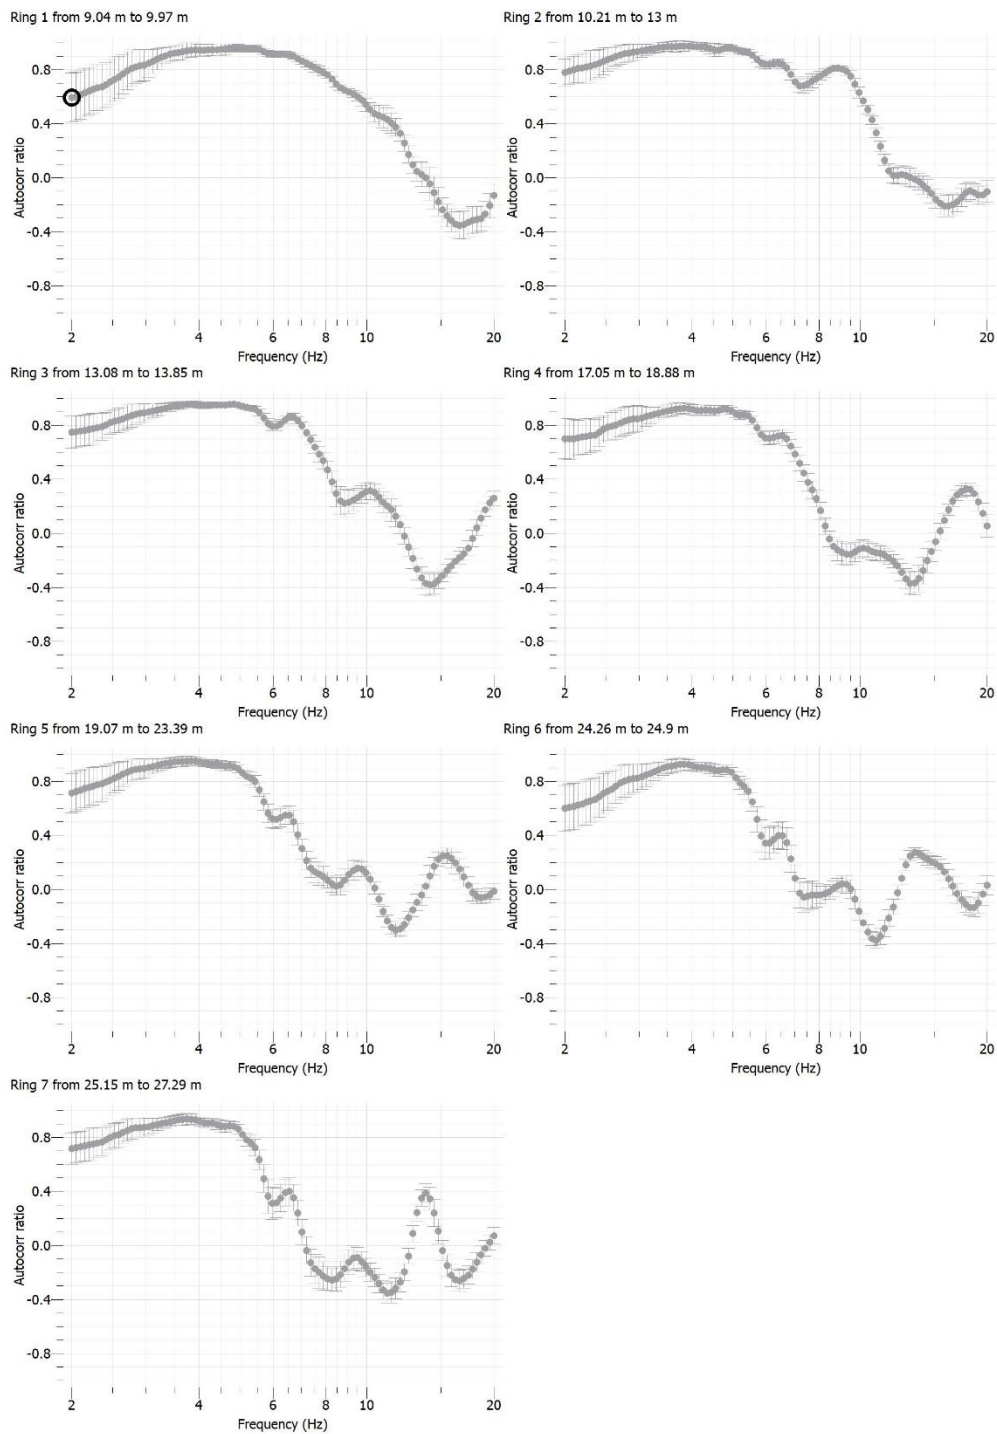 Ring 1 from 9.04 m to 9.97 m
0.8
0.4
0.0
-0.4
-0.8
Autocorr ratio
2 4 6 8 10 20
Frequency (Hz)
Ring 2 from 10.21 m to 13 m
0.8
0.4
0.0
-0.4
-0.8
Autocorr ratio
2 4 6 8 10 20
Frequency (Hz)
Ring 3 from 13.08 m to 13.85 m
0.8
0.4
0.0
-0.4
-0.8
Autocorr ratio
2 4 6 8 10 20
Frequency (Hz)
Ring 4 from 17.05 m to 18.88 m
0.8
0.4
0.0
-0.4
-0.8
Autocorr ratio
2 4 6 8 10 20
Frequency (Hz)
Ring 5 from 19.07 m to 23.39 m
0.8
0.4
0.0
-0.4
-0.8
Autocorr ratio
2 4 6 8 10 20
Frequency (Hz)
Ring 6 from 24.26 m to 24.9 m
0.8
0.4
0.0
-0.4
-0.8
Autocorr ratio
2 4 6 8 10 20
Frequency (Hz)
Ring 7 from 25.15 m to 27.29 m
0.8
0.4
0.0
-0.4
-0.8
Autocorr ratio
2 4 6 8 10 20
Frequency (Hz)